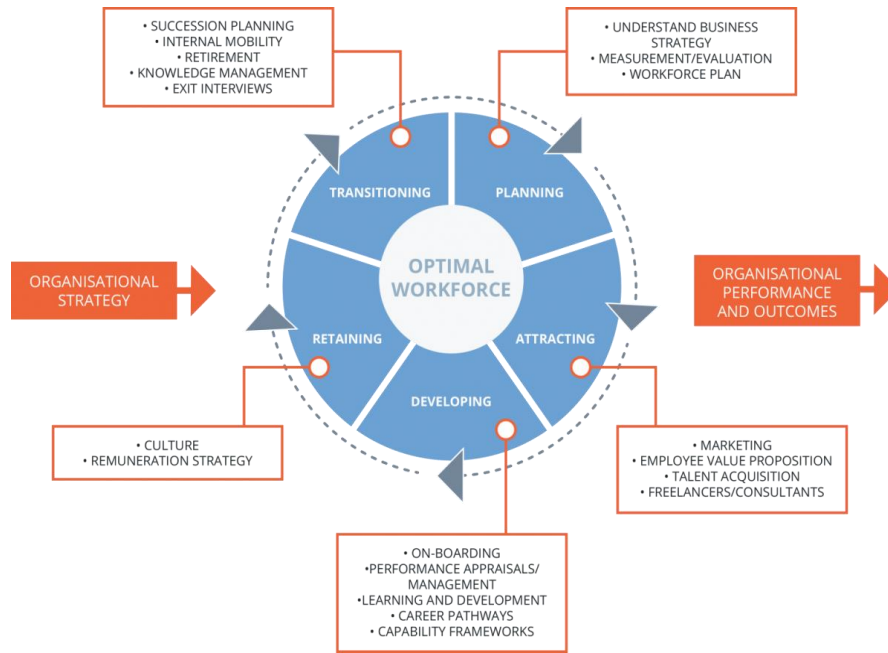 • SUCCESSION PLANNING
• INTERNAL MOBILITY
• RETIREMENT
• KNOWLEDGE MANAGEMENT
• EXIT INTERVIEWS
• UNDERSTAND BUSINESS
STRATEGY
• MEASUREMENT/EVALUATION
• WORKFORCE PLAN
TRANSITIONING
PLANNING
ORGANISATIONAL
STRATEGY
OPTIMAL
WORKFORCE
ORGANISATIONAL
PERFORMANCE
AND OUTCOMES
RETAINING
ATTRACTING
DEVELOPING
• CULTURE
• REMUNERATION STRATEGY
• MARKETING
• EMPLOYEE VALUE PROPOSITION
• TALENT ACQUISITION
• FREELANCERS/CONSULTANTS
• ON-BOARDING
•PERFORMANCE APPRAISALS/
MANAGEMENT
•LEARNING AND DEVELOPMENT
• CAREER PATHWAYS
• CAPABILITY FRAMEWORKS